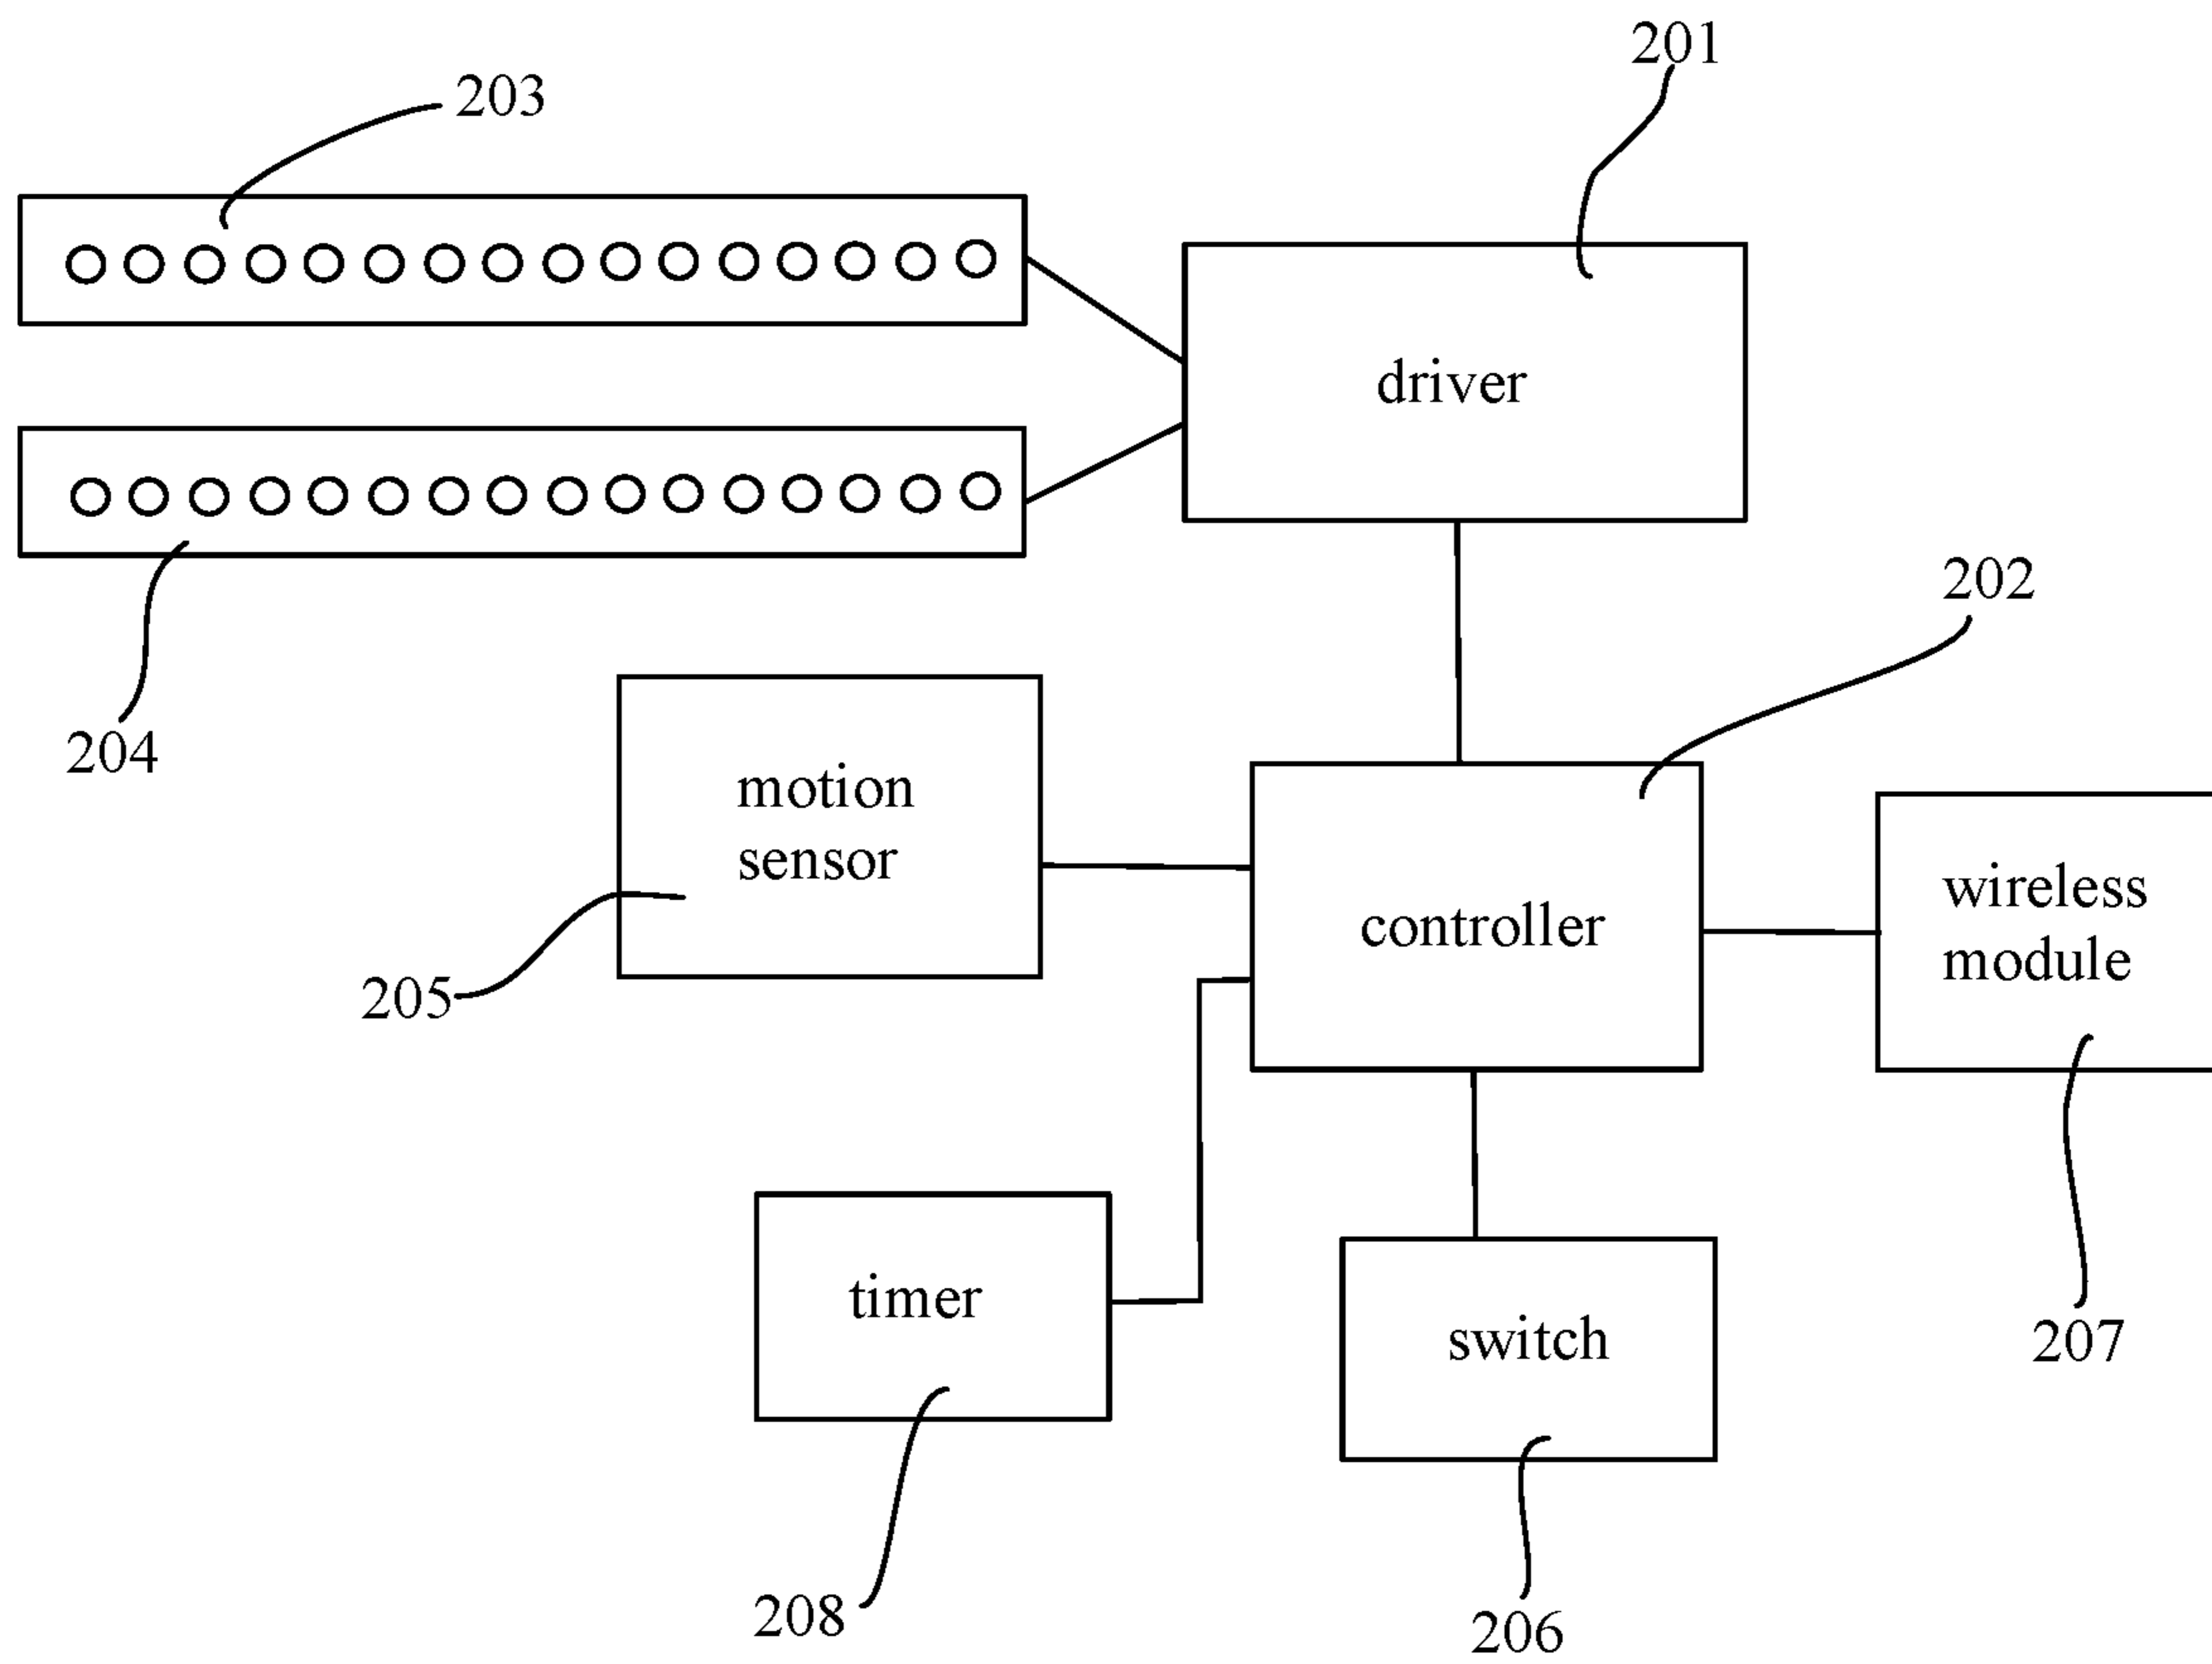 201
203
driver
202
204
motion
sensor
wireless
module
controller
205
timer
switch
207
208
206